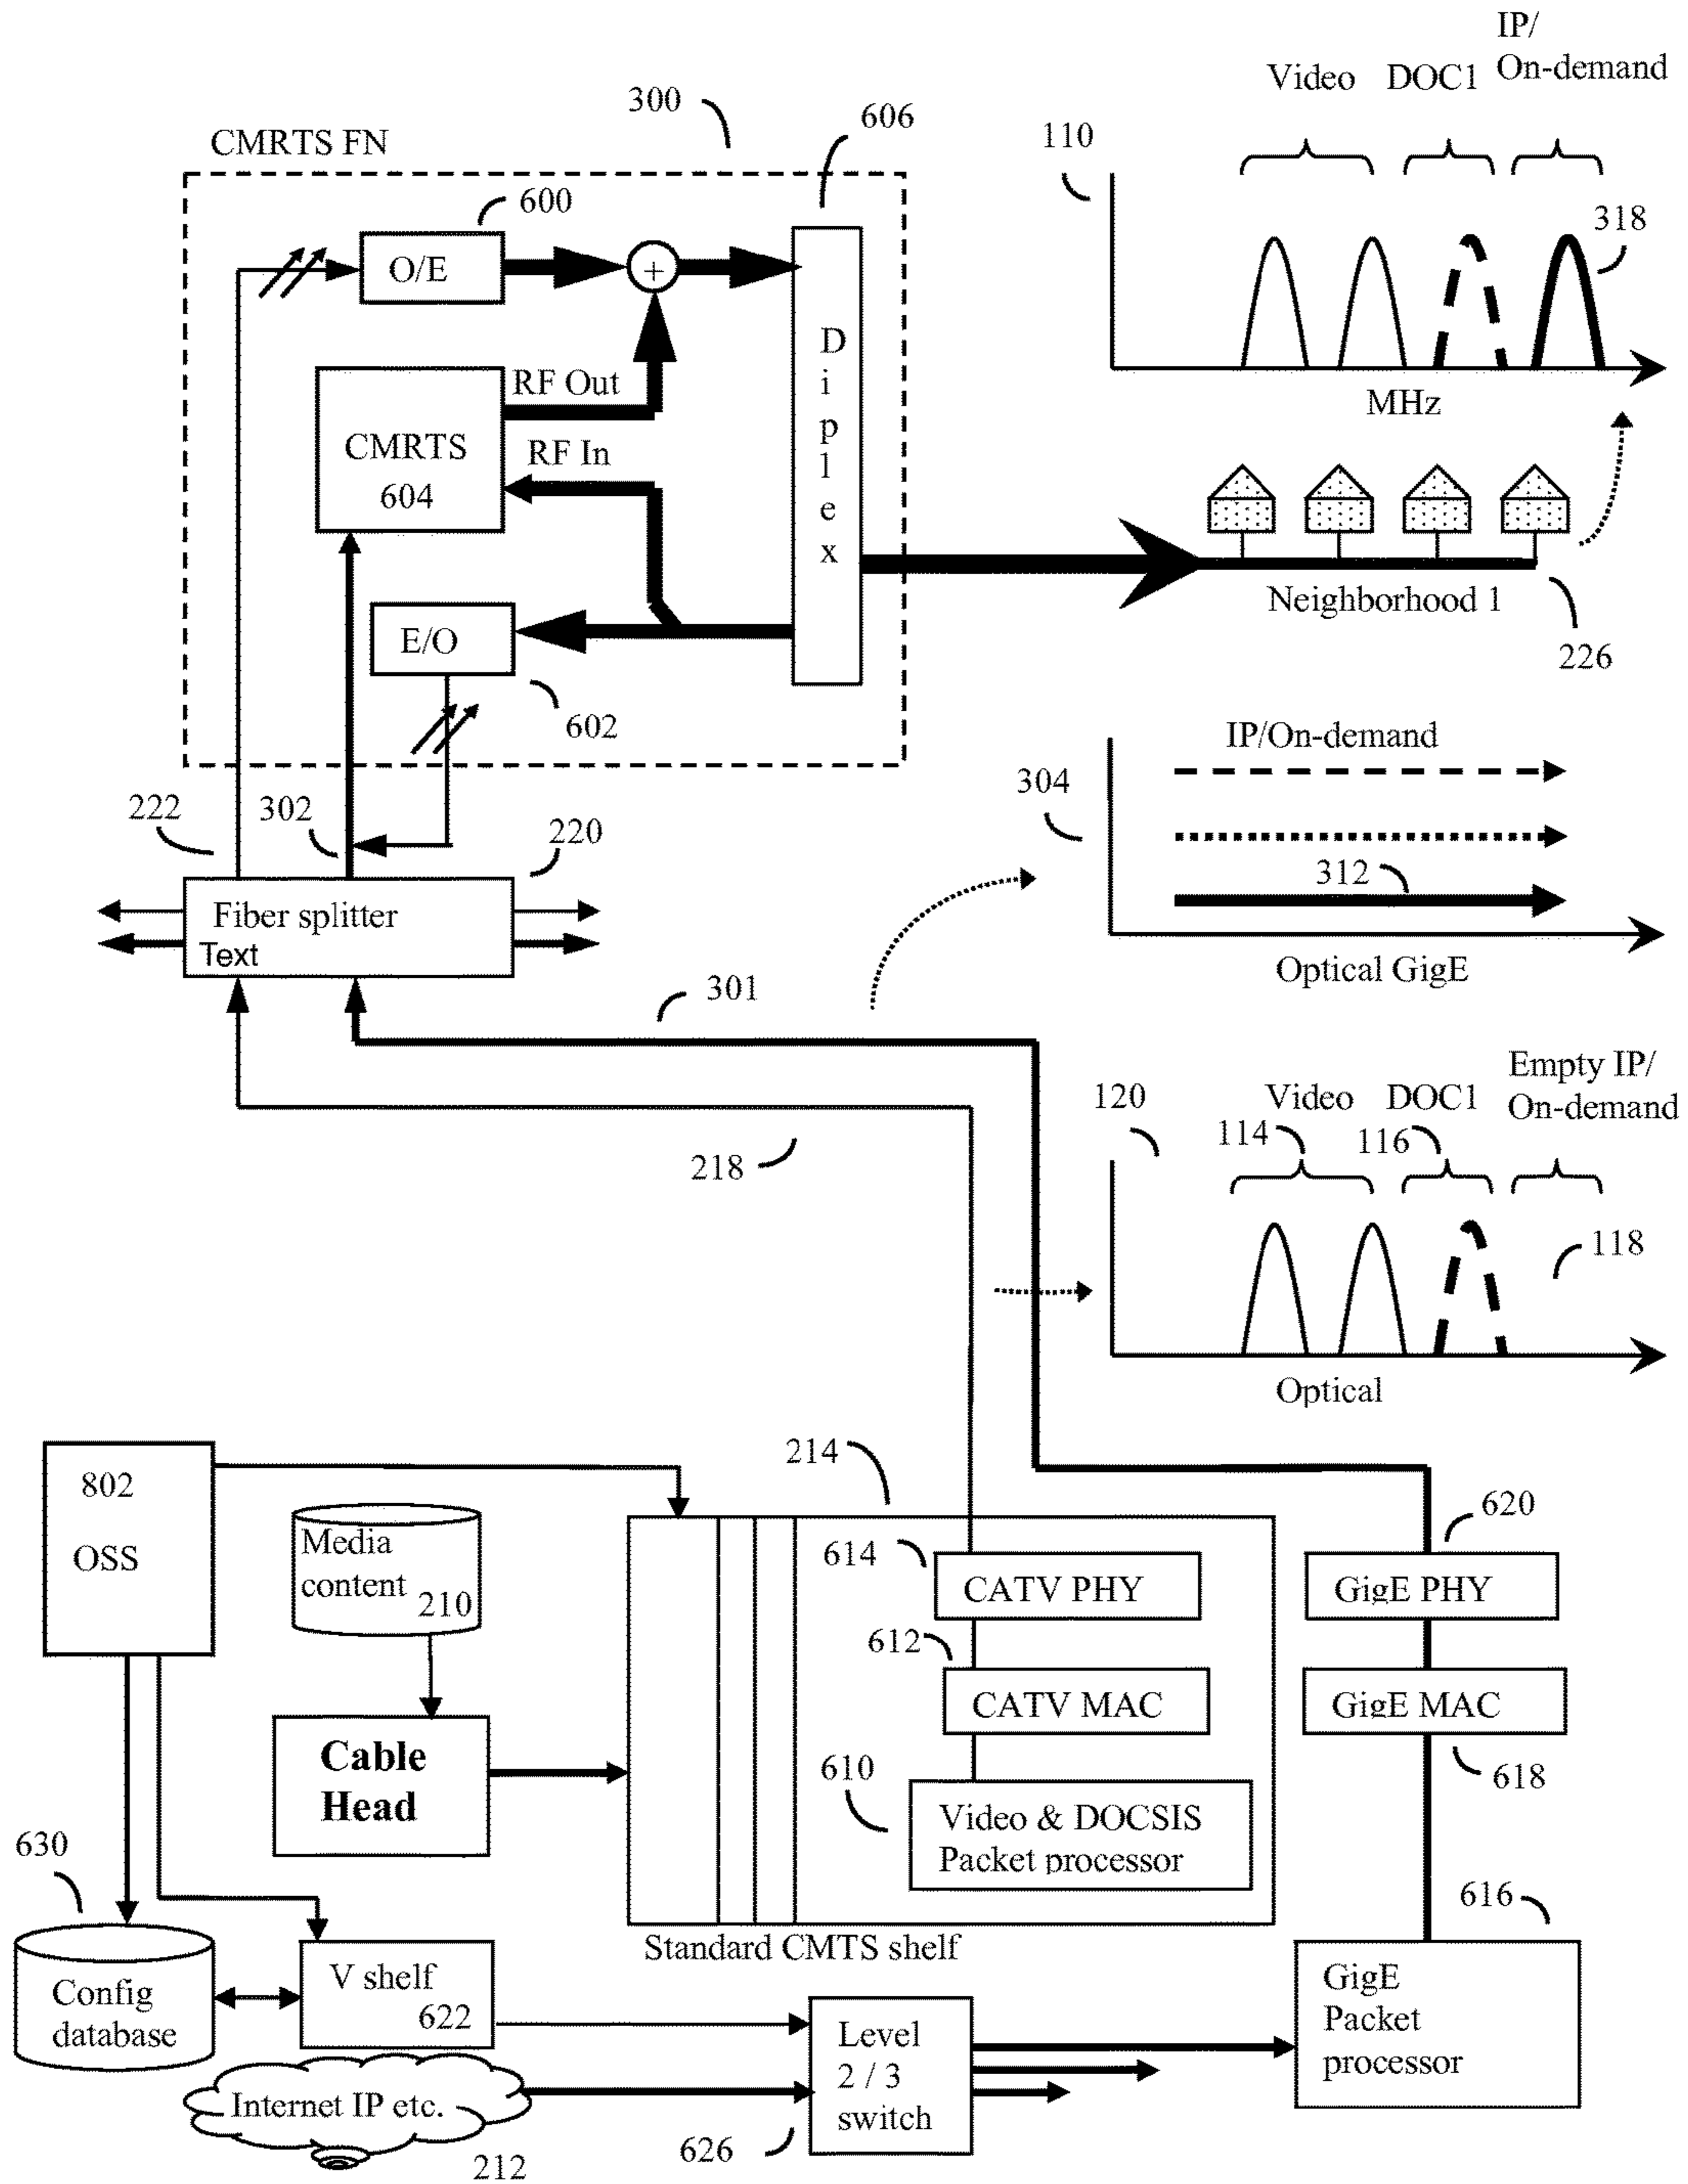 IP/
On-demand
Video
DOC1
300
606
110
CMRTS FN
600
318
O/E
+
Diplex
RF Out
MHz
CMRTS
604
RF In
E/O
Neighborhood 1
226
602
IP/On-demand
304
222
302
220
312
Fiber splitter
Text
Optical GigE
301
Empty IP/
On-demand
120
Video
DOC1
114
116
218
118
Optical
214
802
OSS
620
Media
content
210
614
CATV PHY
GigE PHY
612
CATV MAC
GigE MAC
Cable
Head
610
618
Video & DOCSIS
Packet processor
630
616
Standard CMTS shelf
V shelf
622
GigE
Packet
processor
Config
database
Level
2 / 3
switch
Internet IP etc.
626
212